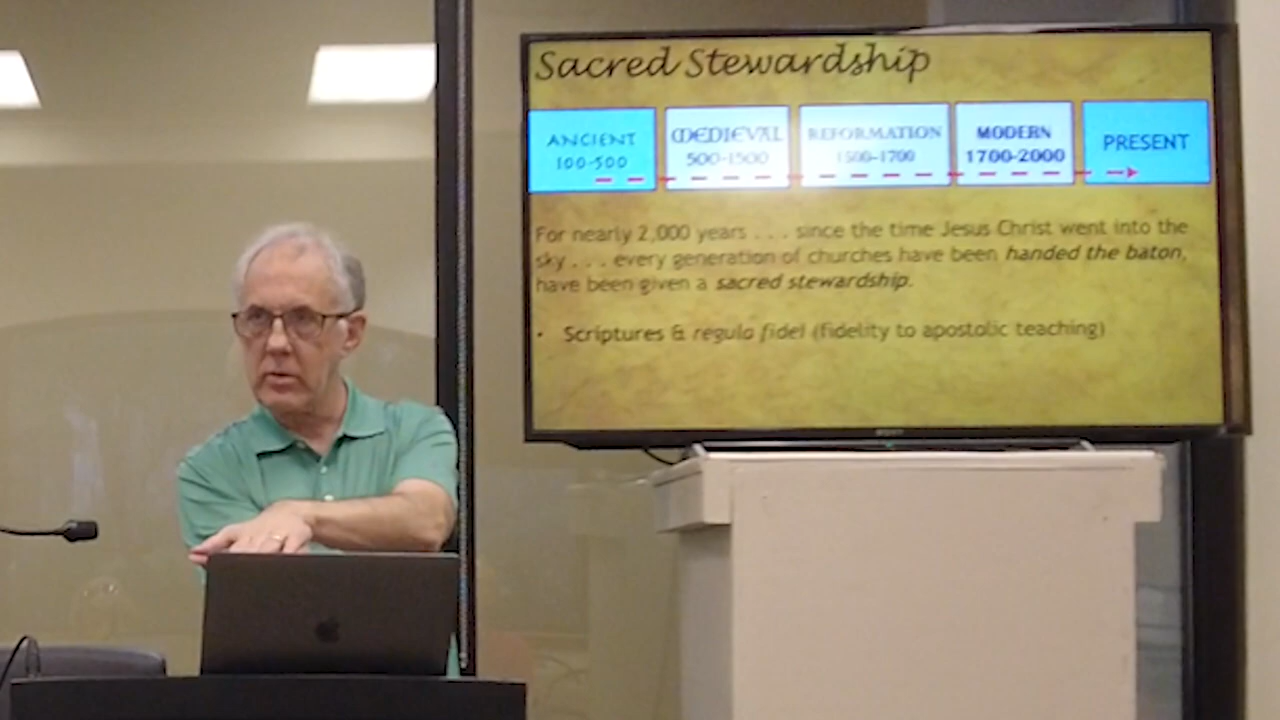 Sacred Stewardship
ANCIENT
100-500
MEDIEVAL
500-1500
REFORMATION
1500-1700
MODERN
1700-2000
PRESENT
For nearly 2,000 years . . . since the time Jesus Christ went into the
sky . . . every generation of churches have been handed the baton,
have been given a sacred stewardship.
• Scriptures & regula fidei (fidelity to apostolic teaching)
SONY